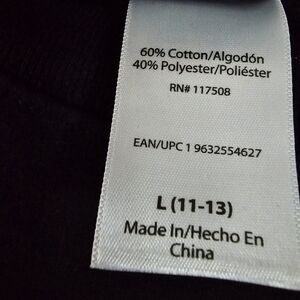 60% Cotton/Algodón
40% Polyester/Poliéster
RN# 117508
EAN/UPC 1 9632554627
L (11-13)
Made In/Hecho En
China